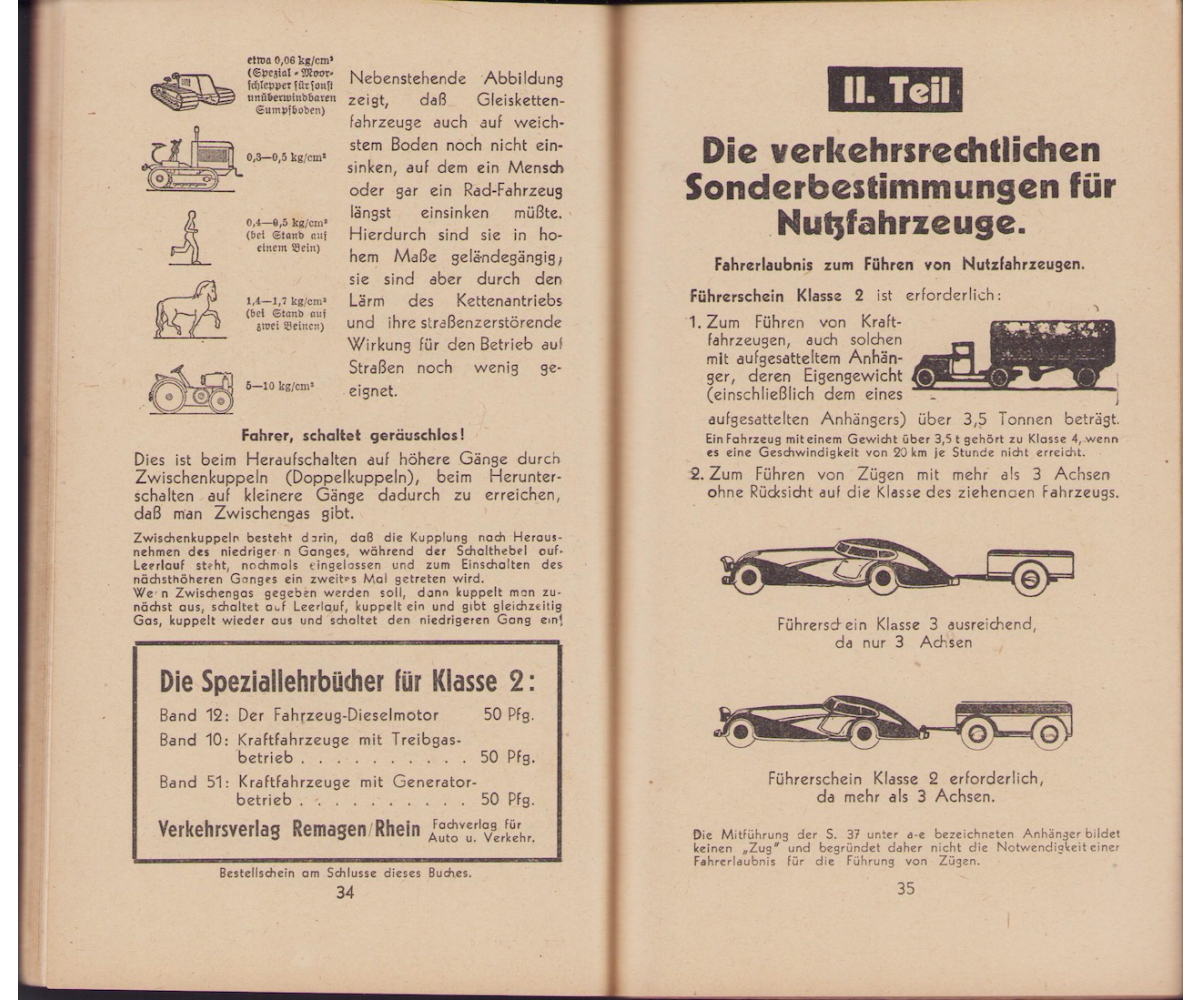 etwa 0,06 kg/cm²
(Spezial-Moor-
schlepper für sonst
unüberwindbaren
Sumpfboden)
0,3—0,5 kg/cm²
0,4—0,5 kg/cm²
(bei Stand auf
einem Bein)
1,4—1,7 kg/cm²
(bei Stand auf
zwei Beinen)
5—10 kg/cm²
Nebenstehende Abbildung
zeigt, daß Gleisketten-
fahrzeuge auch auf weich-
stem Boden noch nicht ein-
sinken, auf dem ein Mensch
oder gar ein Rad-Fahrzeug
längst einsinken müßte.
Hierdurch sind sie in ho-
hem Maße geländegängig,
sie sind aber durch den
Lärm des Kettenantriebs
und ihre straßenzerstörende
Wirkung für den Betrieb auf
Straßen noch wenig ge-
eignet.
Fahrer, schaltet geräuschlos!
Dies ist beim Heraufschalten auf höhere Gänge durch
Zwischenkuppeln (Doppelkuppeln), beim Herunter-
schalten auf kleinere Gänge dadurch zu erreichen,
daß man Zwischengas gibt.
Zwischenkuppeln besteht darin, daß die Kupplung nach Heraus-
nehmen des niedrigeren Ganges, während der Schalthebel auf
Leerlauf steht, nochmals eingelassen und zum Einschalten des
nächsthöheren Ganges ein zweites Mal getreten wird.
Wenn Zwischengas gegeben werden soll, dann kuppelt man zu-
nächst aus, schaltet auf Leerlauf, kuppelt ein und gibt gleichzeitig
Gas, kuppelt wieder aus und schaltet den niedrigeren Gang ein!
Die Speziallehrbücher für Klasse 2:
Band 12: Der Fahrzeug-Dieselmotor 50 Pfg.
Band 10: Kraftfahrzeuge mit Treibgas-
betrieb . . . . . . . . . . 50 Pfg.
Band 51: Kraftfahrzeuge mit Generator-
betrieb . . . . . . . . . . 50 Pfg.
Verkehrsverlag Remagen/Rhein Fachverlag für
Auto u. Verkehr.
Bestellschein am Schlusse dieses Buches.
34
II. Teil
Die verkehrsrechtlichen
Sonderbestimmungen für
Nutzfahrzeuge.
Fahrerlaubnis zum Führen von Nutzfahrzeugen.
Führerschein Klasse 2 ist erforderlich:
1. Zum Führen von Kraft-
fahrzeugen, auch solchen
mit aufgesatteltem Anhän-
ger, deren Eigengewicht
(einschließlich dem eines
aufgesattelten Anhängers) über 3,5 Tonnen beträgt.
Ein Fahrzeug mit einem Gewicht über 3,5 t gehört zu Klasse 4, wenn
es eine Geschwindigkeit von 20 km je Stunde nicht erreicht.
2. Zum Führen von Zügen mit mehr als 3 Achsen
ohne Rücksicht auf die Klasse des ziehenden Fahrzeugs.
Führerschein Klasse 3 ausreichend,
da nur 3 Achsen
Führerschein Klasse 2 erforderlich,
da mehr als 3 Achsen.
Die Mitführung der S. 37 unter a-e bezeichneten Anhänger bildet
keinen „Zug" und begründet daher nicht die Notwendigkeit einer
Fahrerlaubnis für die Führung von Zügen.
35